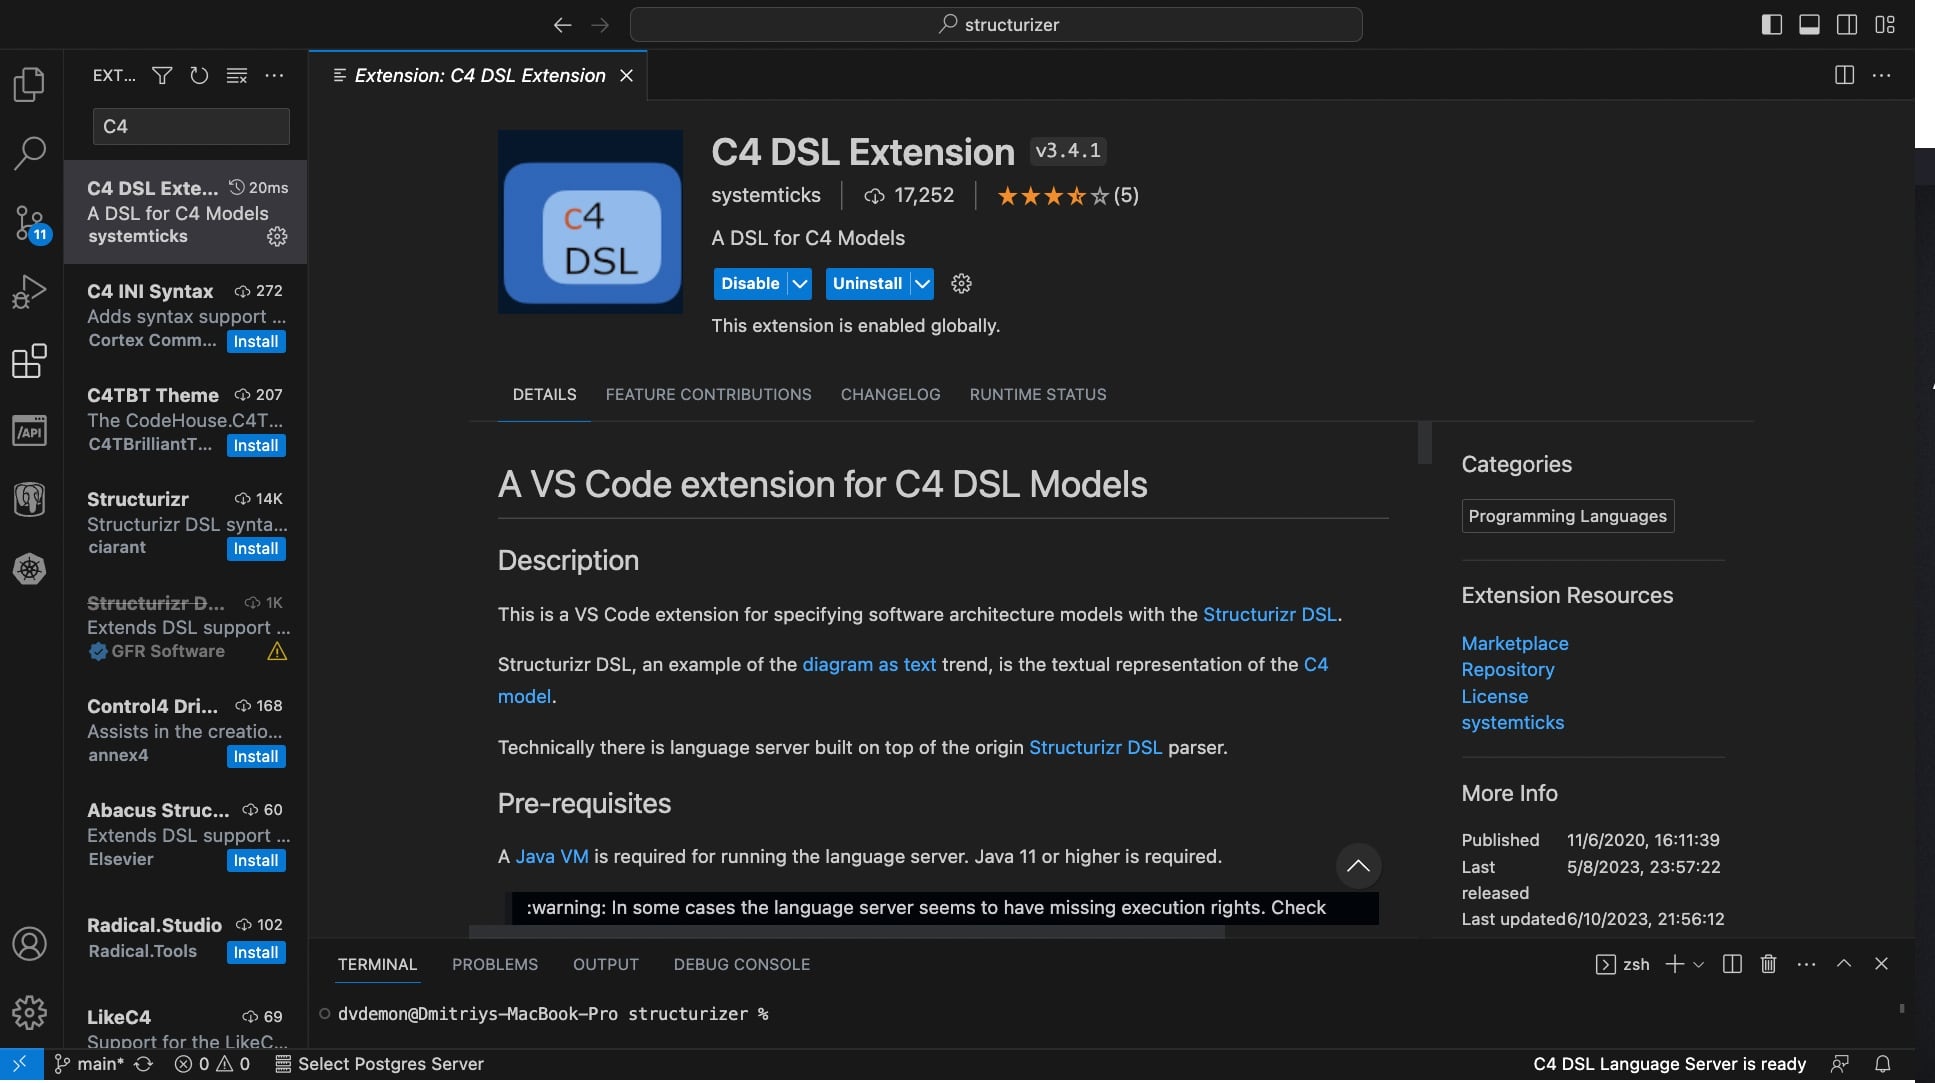 structurizer
EXT...
C4
C4 DSL Exte... 20ms
A DSL for C4 Models
systemticks
C4 INI Syntax 272
Adds syntax support ...
Cortex Comm... Install
C4TBT Theme 207
The CodeHouse.C4T...
C4TBrilliantT... Install
Structurizr 14K
Structurizr DSL synta...
ciarant Install
Structurizr D... 1K
Extends DSL support ...
GFR Software
Control4 Dri... 168
Assists in the creatio...
annex4 Install
Abacus Struc... 60
Extends DSL support ...
Elsevier Install
Radical.Studio 102
Radical.Tools Install
LikeC4 69
Support for the LikeC...
11
/API
Extension: C4 DSL Extension
c4
DSL
C4 DSL Extension v3.4.1
systemticks 17,252 (5)
A DSL for C4 Models
Disable Uninstall
This extension is enabled globally.
DETAILS FEATURE CONTRIBUTIONS CHANGELOG RUNTIME STATUS
A VS Code extension for C4 DSL Models
Description
This is a VS Code extension for specifying software architecture models with the Structurizr DSL.
Structurizr DSL, an example of the diagram as text trend, is the textual representation of the C4
model.
Technically there is language server built on top of the origin Structurizr DSL parser.
Pre-requisites
A Java VM is required for running the language server. Java 11 or higher is required.
:warning: In some cases the language server seems to have missing execution rights. Check
Categories
Programming Languages
Extension Resources
Marketplace
Repository
License
systemticks
More Info
Published 11/6/2020, 16:11:39
Last 5/8/2023, 23:57:22
released
Last updated 6/10/2023, 21:56:12
TERMINAL PROBLEMS OUTPUT DEBUG CONSOLE zsh
dvdemon@Dmitriys-MacBook-Pro structurizer %
main* 0 0 Select Postgres Server C4 DSL Language Server is ready